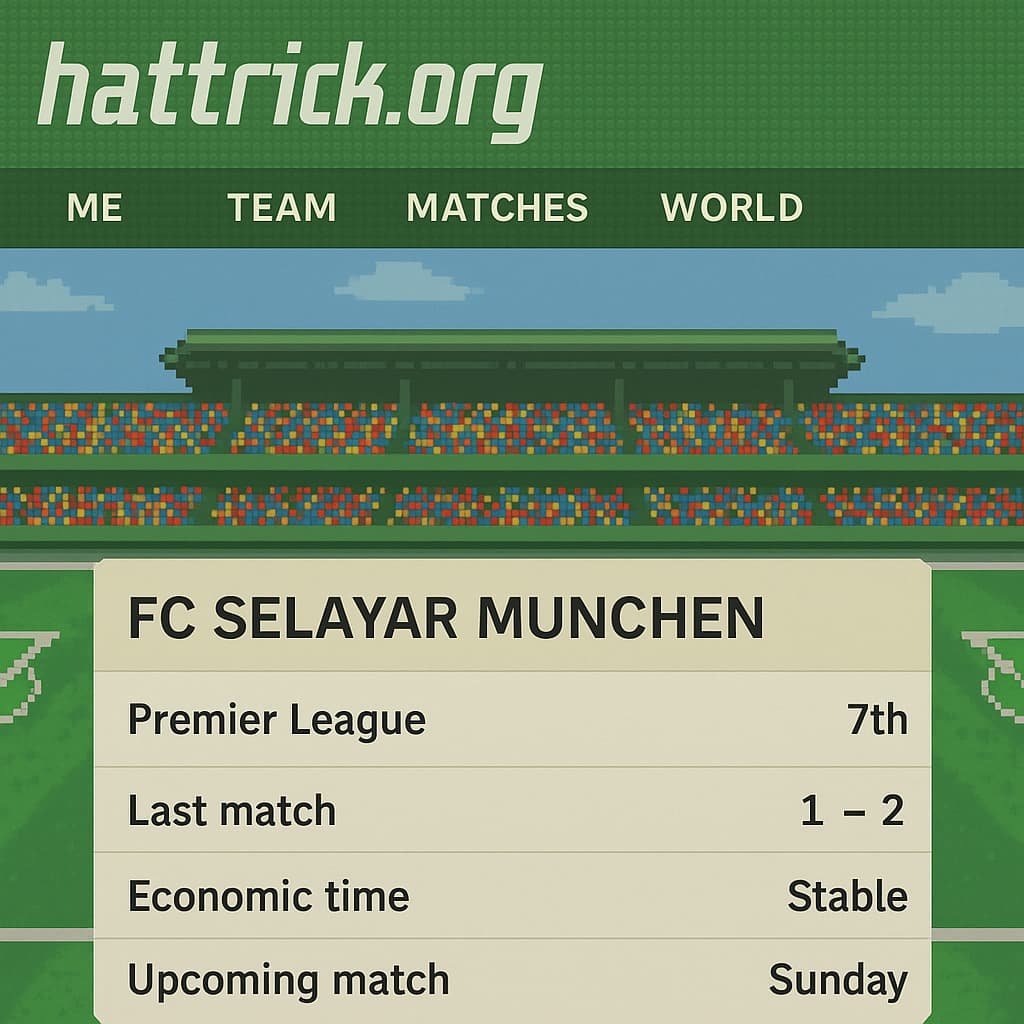 hattrick.org
ME TEAM MATCHES WORLD
FC SELAYAR MUNCHEN
Premier League 7th
Last match 1 – 2
Economic time Stable
Upcoming match Sunday